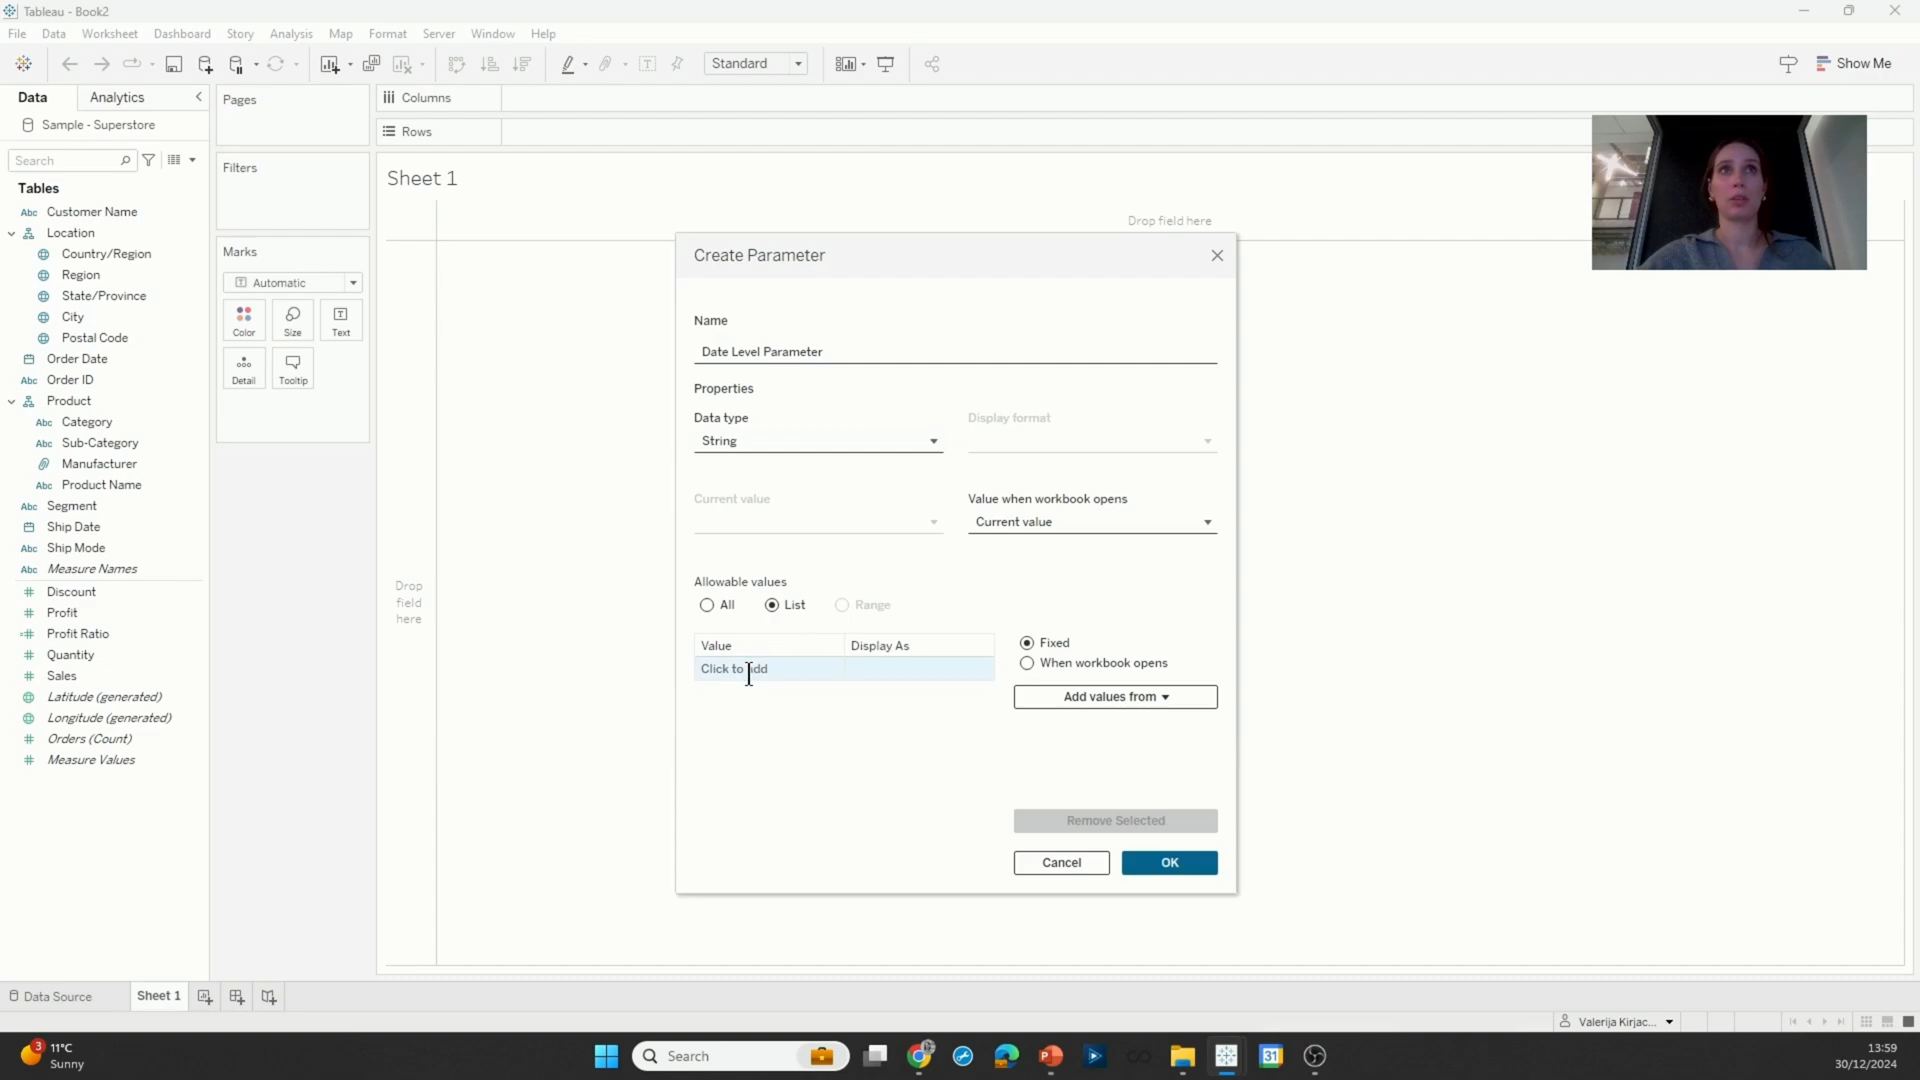 Tableau - Book2
File Data Worksheet Dashboard Story Analysis Map Format Server Window Help
Standard
Show Me
Data Analytics
Sample - Superstore
Search
Tables
Abc Customer Name
Location
Country/Region
Region
State/Province
City
Postal Code
Order Date
Abc Order ID
Product
Abc Category
Abc Sub-Category
Manufacturer
Abc Product Name
Abc Segment
Ship Date
Abc Ship Mode
Abc Measure Names
# Discount
# Profit
=# Profit Ratio
# Quantity
# Sales
Latitude (generated)
Longitude (generated)
# Orders (Count)
# Measure Values
Pages
Filters
Marks
Automatic
Color Size Text
Detail Tooltip
Columns
Rows
Sheet 1
Drop field here
Drop
field
here
Create Parameter
Name
Date Level Parameter
Properties
Data type Display format
String
Current value Value when workbook opens
Current value
Allowable values
All List Range
Value Display As
Click to add
Fixed
When workbook opens
Add values from
Remove Selected
Cancel OK
Data Source Sheet 1
Valerija Kirjac...
3 11°C
Sunny
Search
31
13:59
30/12/2024